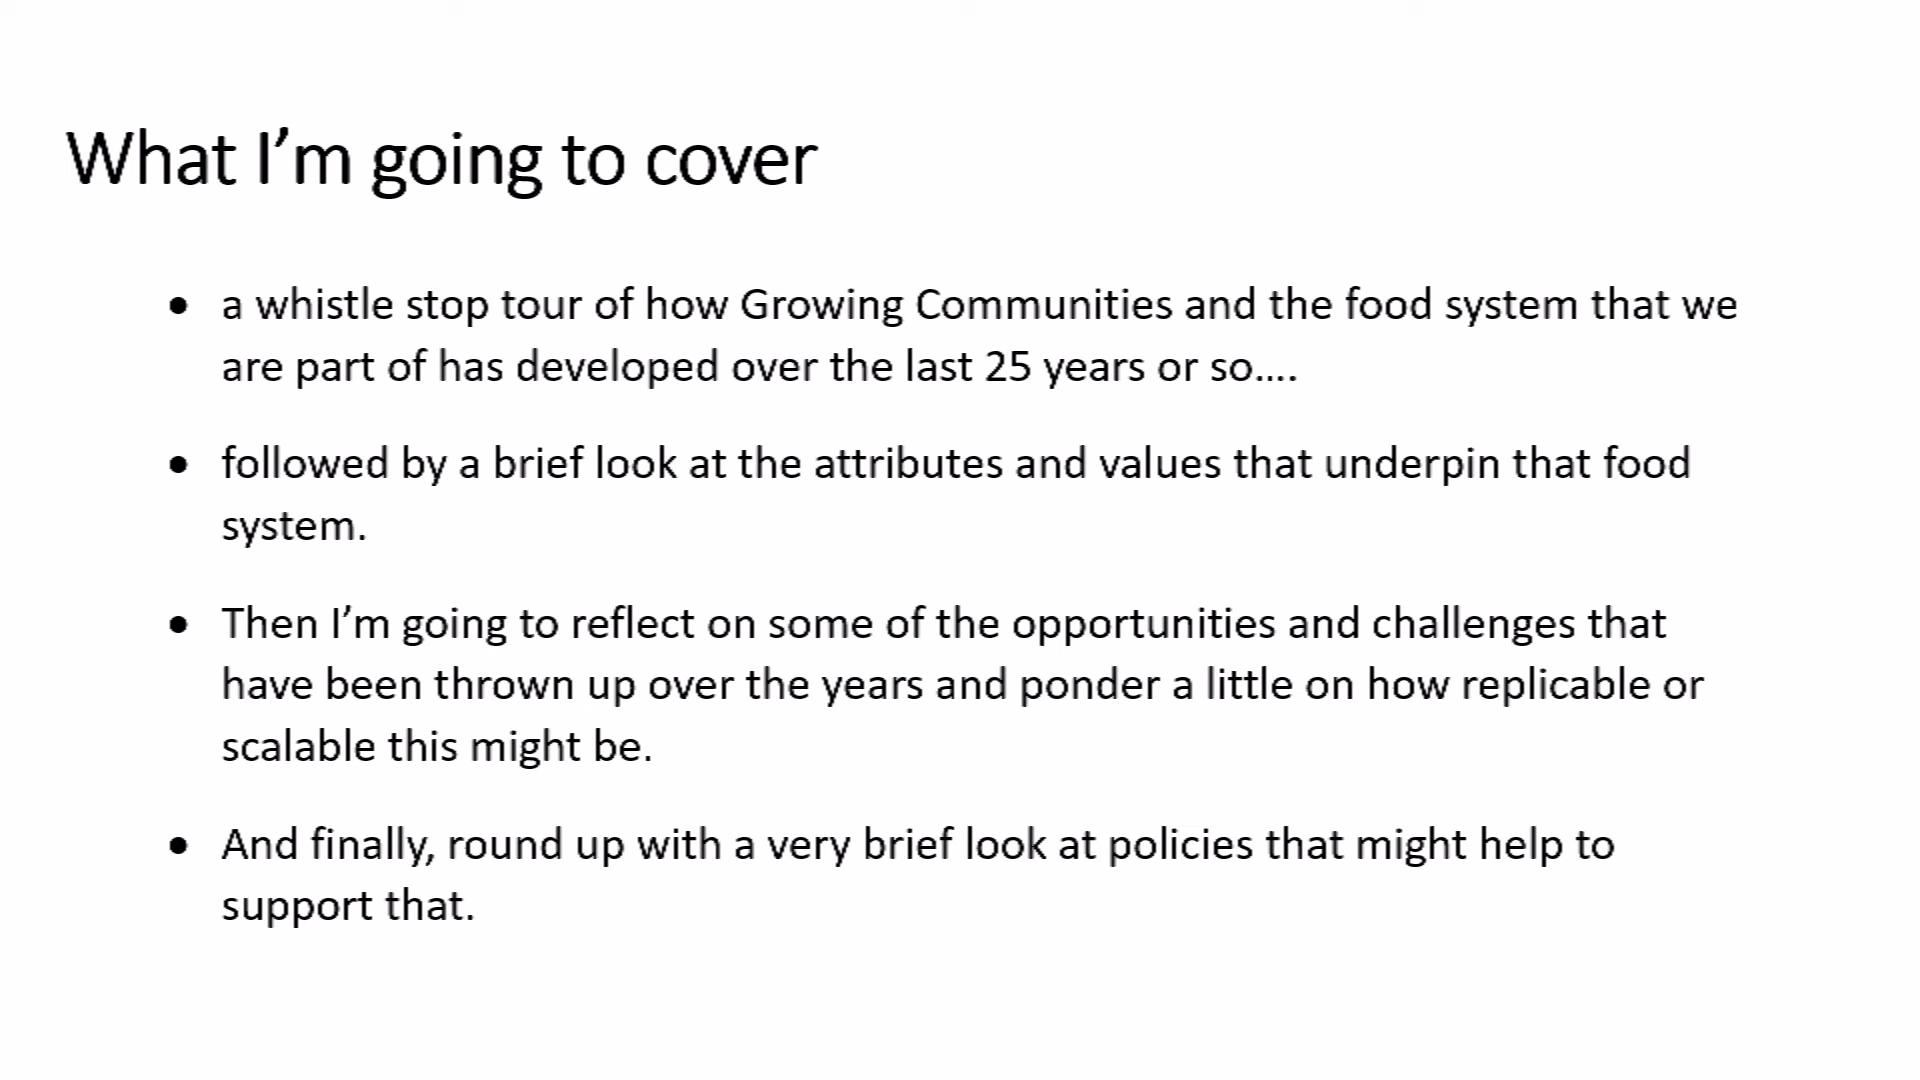 What I’m going to cover
• a whistle stop tour of how Growing Communities and the food system that we
are part of has developed over the last 25 years or so....
• followed by a brief look at the attributes and values that underpin that food
system.
• Then I’m going to reflect on some of the opportunities and challenges that
have been thrown up over the years and ponder a little on how replicable or
scalable this might be.
• And finally, round up with a very brief look at policies that might help to
support that.